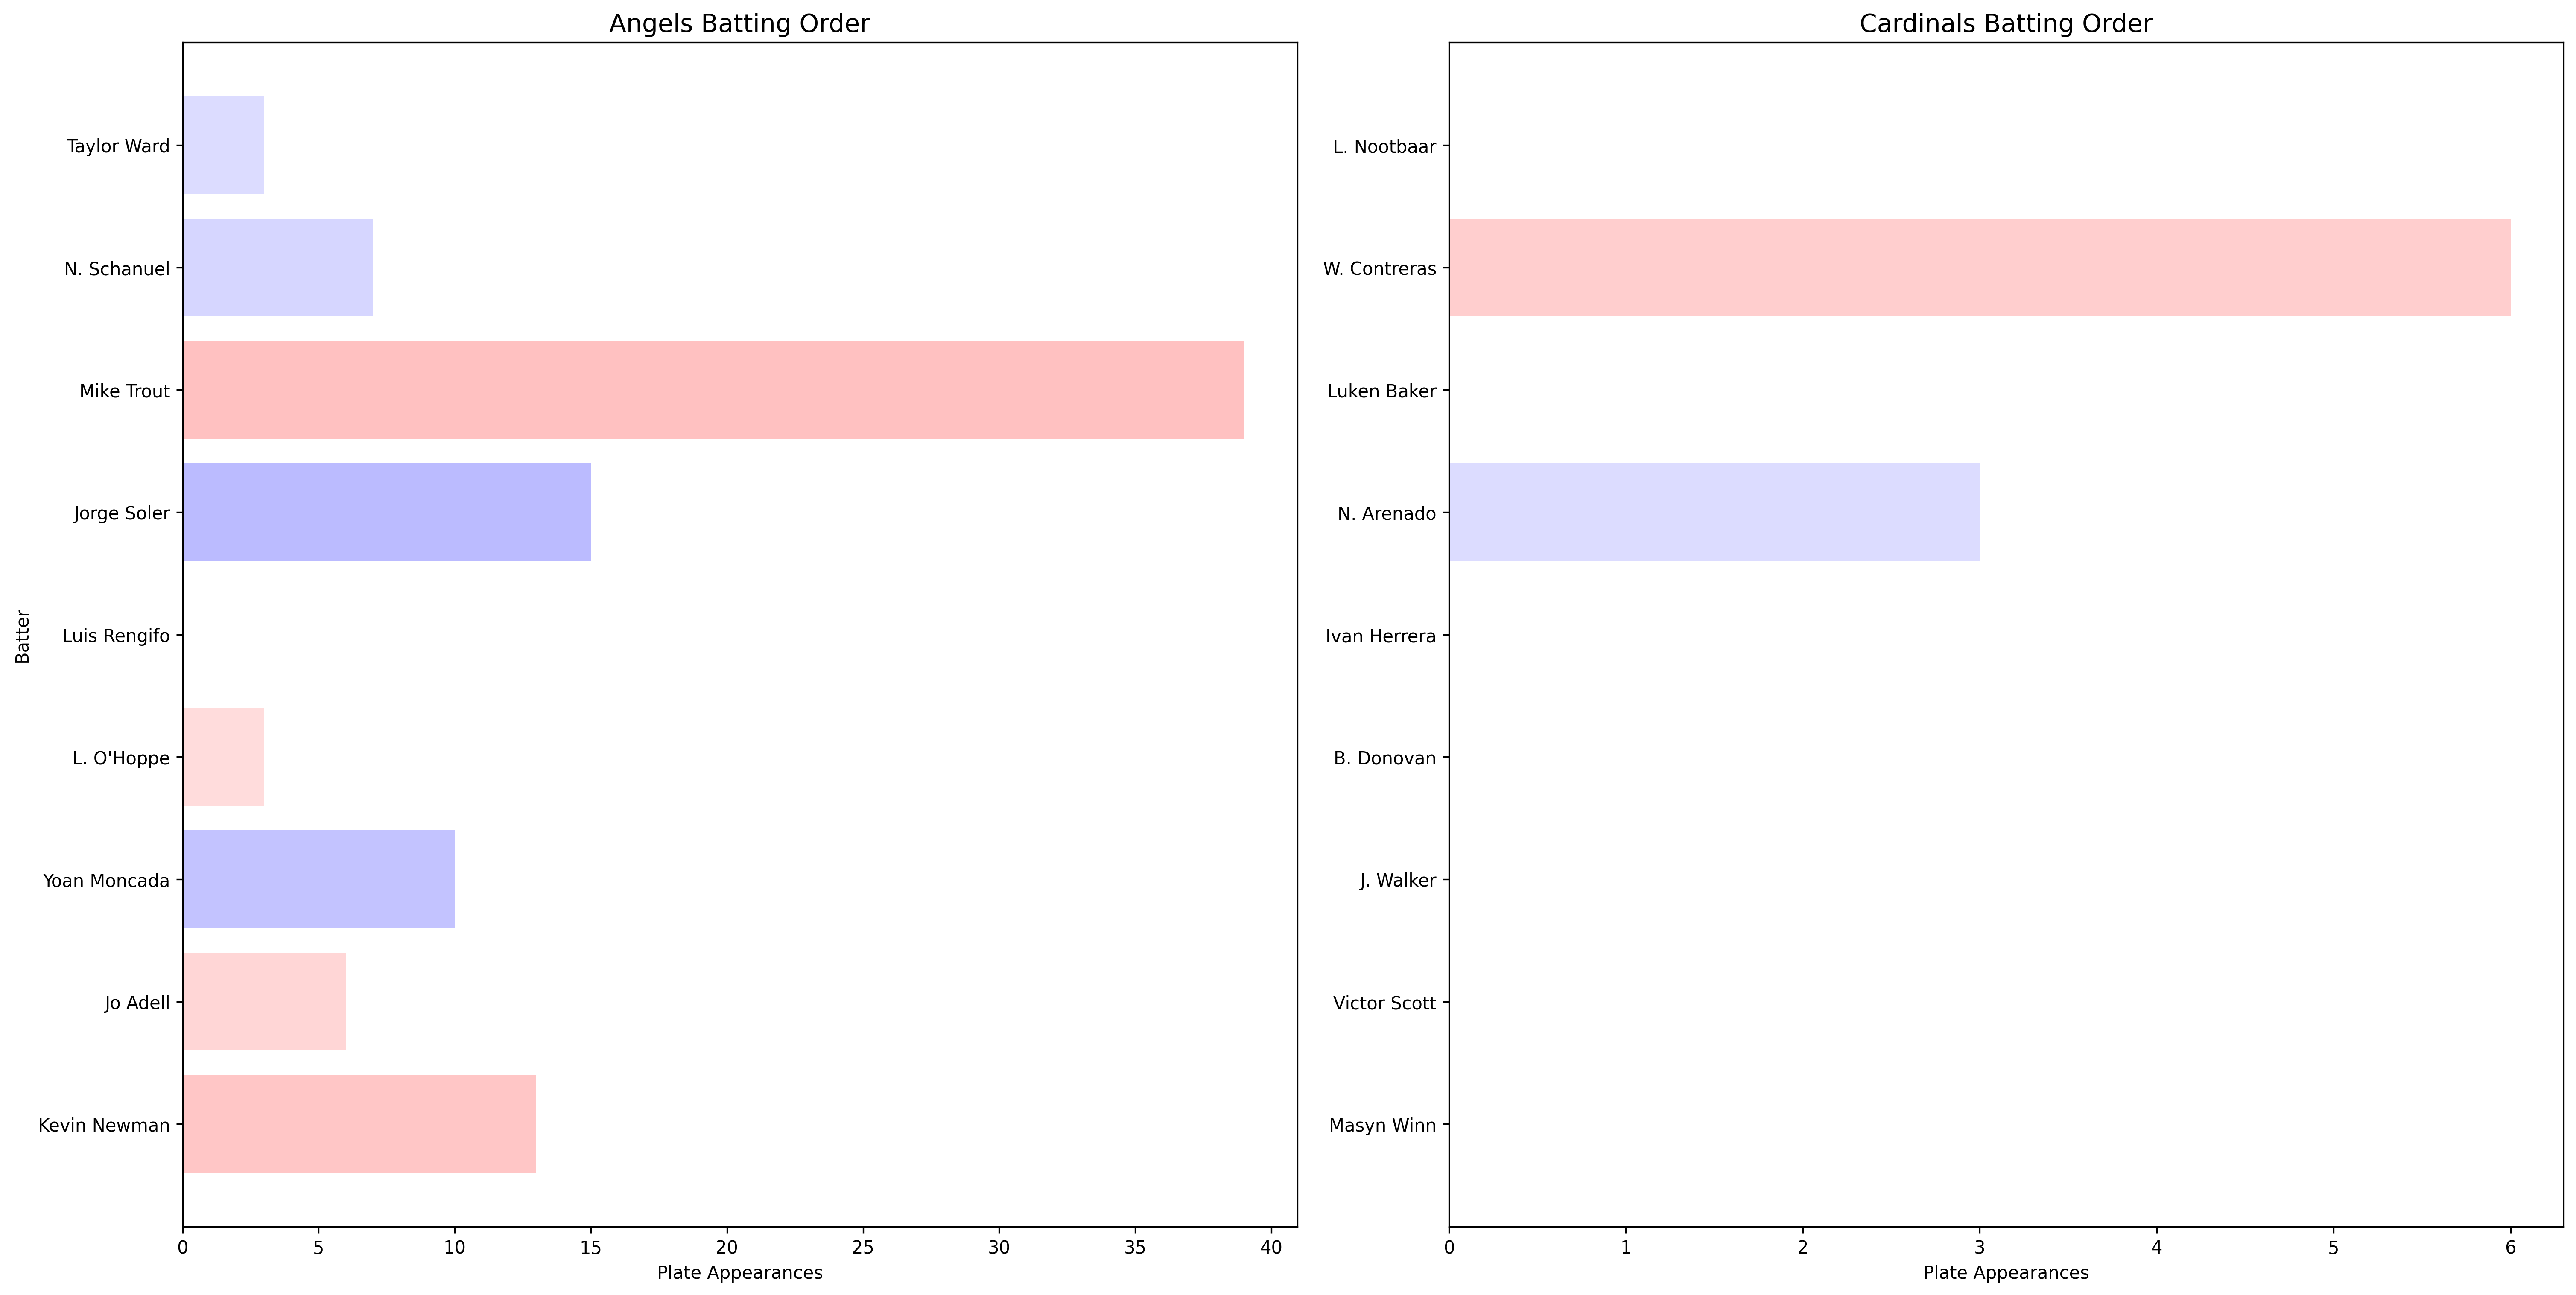 Angels Batting Order
Batter
Taylor Ward
N. Schanuel
Mike Trout
Jorge Soler
Luis Rengifo
L. O'Hoppe
Yoan Moncada
Jo Adell
Kevin Newman
0 5 10 15 20 25 30 35 40
Plate Appearances
Cardinals Batting Order
L. Nootbaar
W. Contreras
Luken Baker
N. Arenado
Ivan Herrera
B. Donovan
J. Walker
Victor Scott
Masyn Winn
0 1 2 3 4 5 6
Plate Appearances